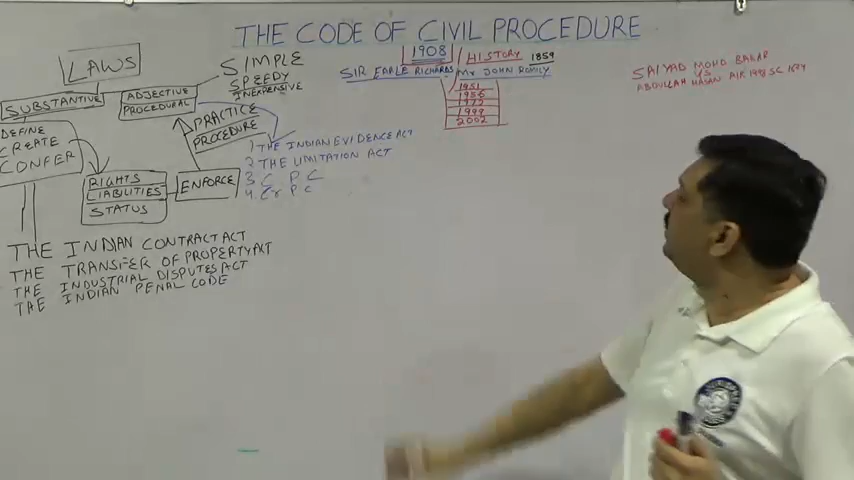 THE CODE OF CIVIL PROCEDURE
1908
HISTORY 1859
SIR EARLE RICHARDS
Mr JOHN ROMILY
1951
1956
1999
2002
LAWS
SUBSTANTIVE
ADJECTIVE
PROCEDURAL
SIMPLE
SPEEDY
INEXPENSIVE
DEFINE
CREATE
CONFER
PRACTICE
PROCEDURE
RIGHTS
LIABILITIES
STATUS
ENFORCE
1 THE INDIAN EVIDENCE ACT
2 THE LIMITATION ACT
3. C P C
4. Cr P C
THE INDIAN CONTRACT ACT
THE TRANSFER OF PROPERTY ACT
THE INDUSTRIAL DISPUTES ACT
THE INDIAN PENAL CODE
SAIYAD MOHD BAKAR
VS
ABDULLAH HASAN AIR 1998 SC